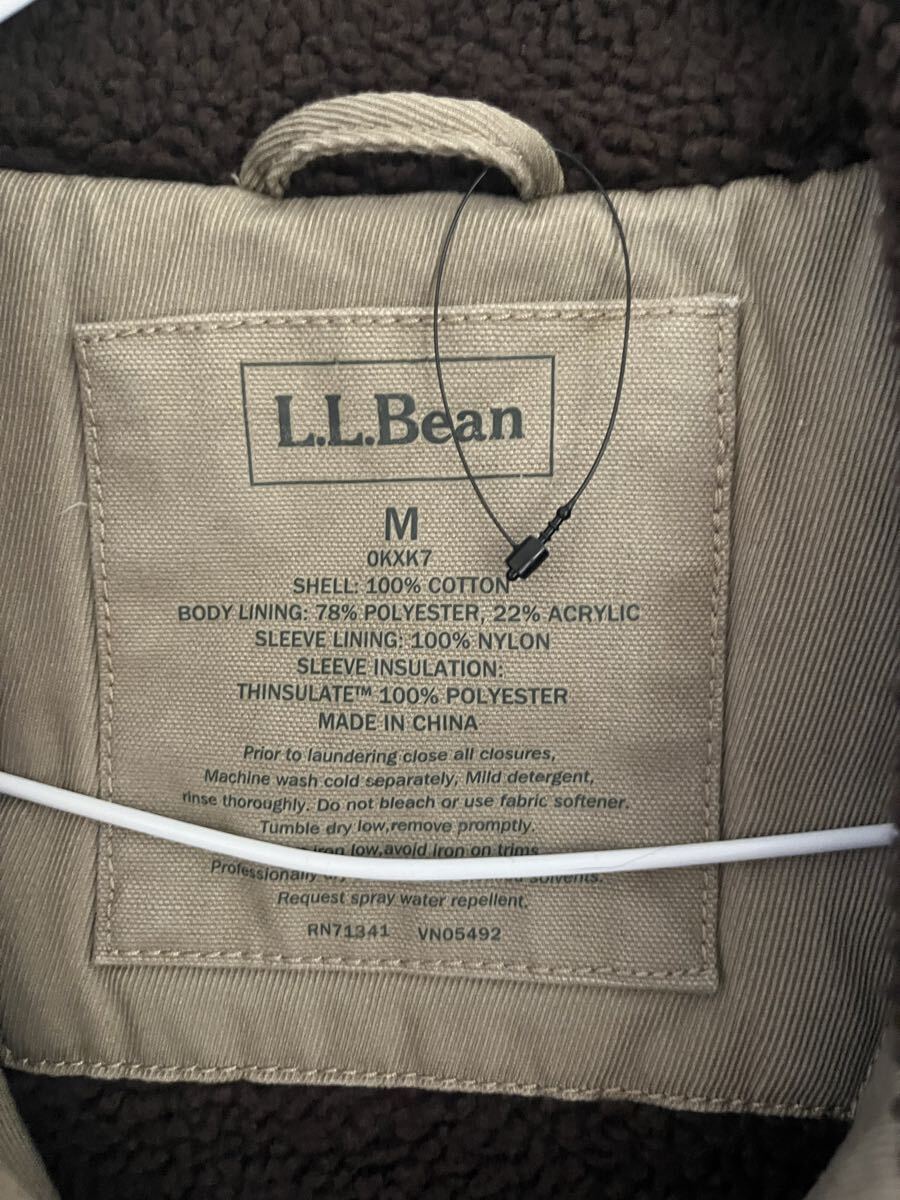 L.L.Bean
M
0KXK7
SHELL: 100% COTTON
BODY LINING: 78% POLYESTER, 22% ACRYLIC
SLEEVE LINING: 100% NYLON
SLEEVE INSULATION:
THINSULATE™ 100% POLYESTER
MADE IN CHINA
Prior to laundering close all closures,
Machine wash cold separately, Mild detergent,
rinse thoroughly. Do not bleach or use fabric softener.
Tumble dry low,remove promptly.
iron low,avoid iron on trims
Professionally solvents.
Request spray water repellent.
RN71341 VN05492